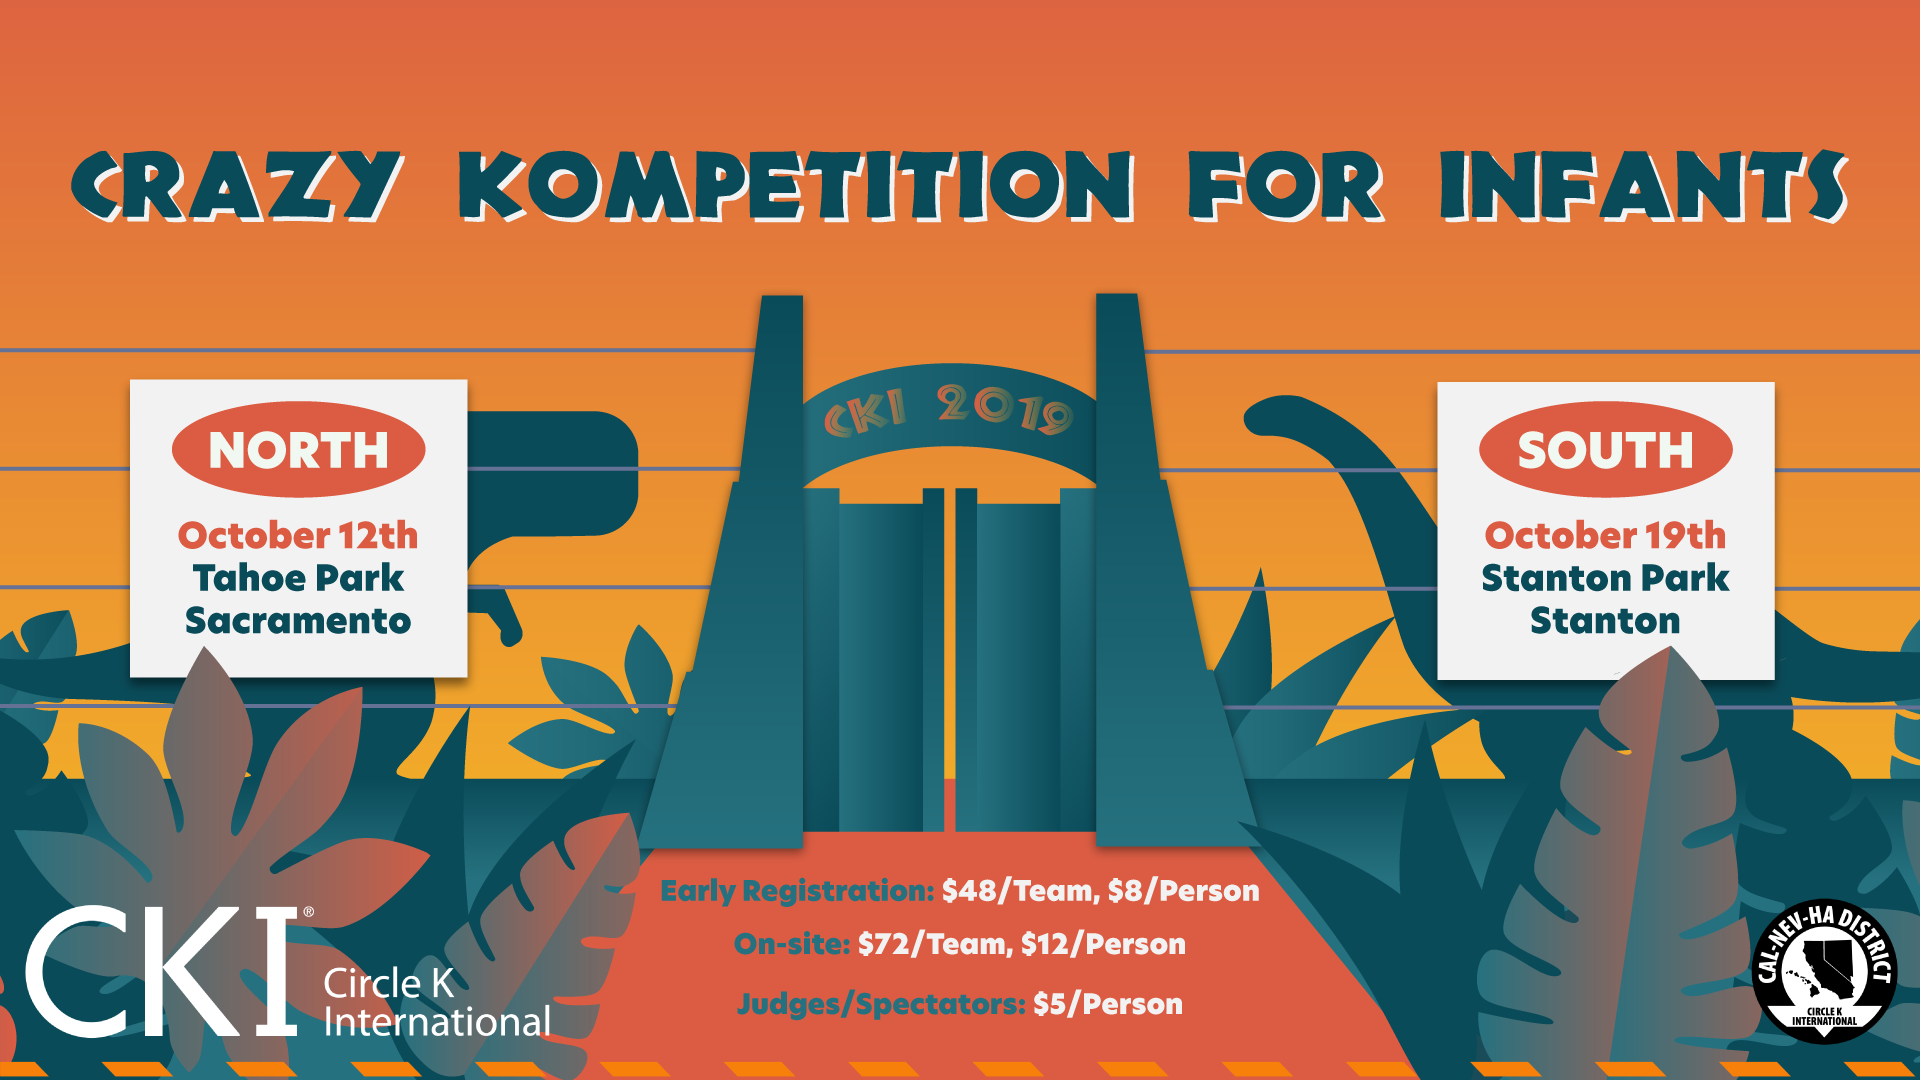 CRAZY KOMPETITION FOR INFANTS
CKI 2019
NORTH
October 12th
Tahoe Park
Sacramento
SOUTH
October 19th
Stanton Park
Stanton
Early Registration: $48/Team, $8/Person
On-site: $72/Team, $12/Person
Judges/Spectators: $5/Person
CKI®
Circle K
International
CAL-NEV-HA DISTRICT
CIRCLE K
INTERNATIONAL